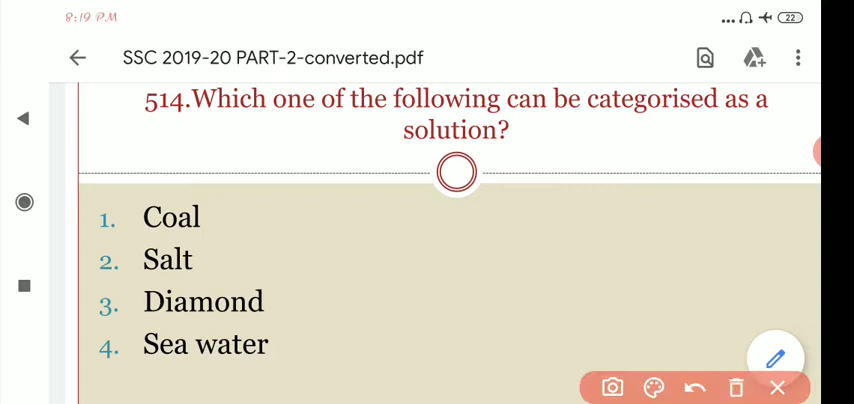 8:19 PM
22
SSC 2019-20 PART-2-converted.pdf
514.Which one of the following can be categorised as a
solution?
1. Coal
2. Salt
3. Diamond
4. Sea water